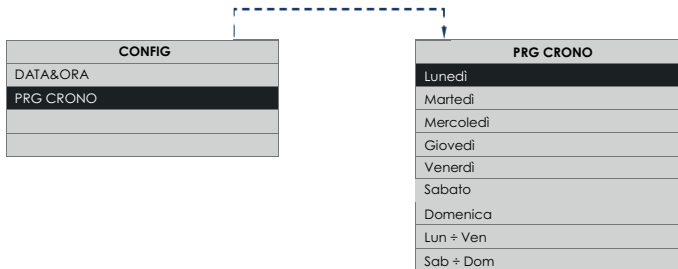 CONFIG
DATA&ORA
PRG CRONO
PRG CRONO
Lunedì
Martedì
Mercoledì
Giovedì
Venerdì
Sabato
Domenica
Lun ÷ Ven
Sab ÷ Dom